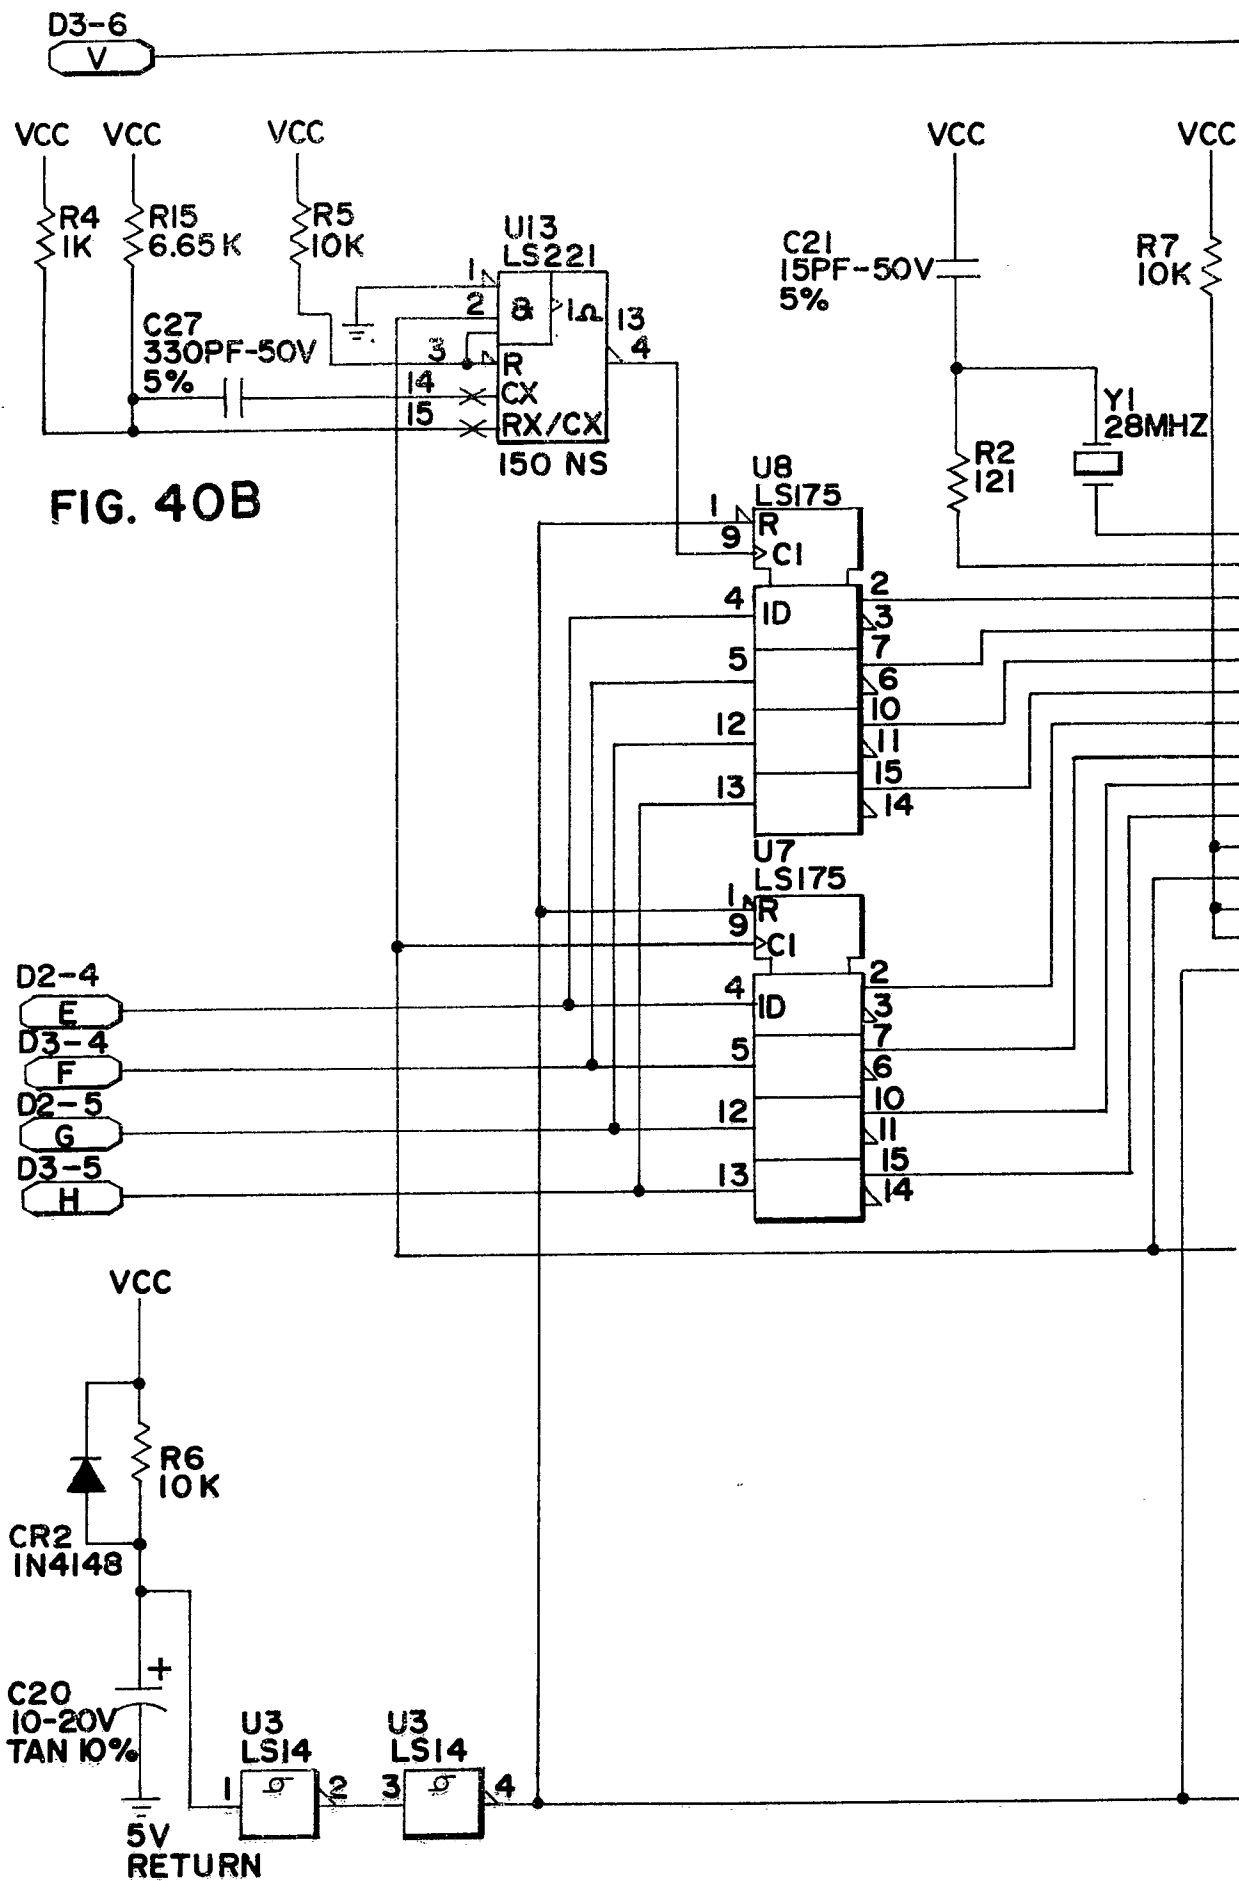 D3-6
V
VCC VCC VCC VCC VCC
R4
1K
R15
6.65K
R5
10K
U13
LS221
1
2
&
1Ω
13
4
3
R
14
CX
15
RX/CX
150 NS
C27
330PF-50V
5%
C21
15PF-50V
5%
R7
10K
Y1
28MHZ
R2
121
FIG. 40B
U8
LS175
1
R
9
C1
4
1D
2
3
5
7
6
12
10
11
13
15
14
U7
LS175
1
R
9
C1
4
1D
2
3
5
7
6
12
10
11
13
15
14
D2-4
E
D3-4
F
D2-5
G
D3-5
H
VCC
R6
10K
CR2
1N4148
+
C20
10-20V
TAN 10%
5V
RETURN
U3
LS14
1
2
U3
LS14
3
4